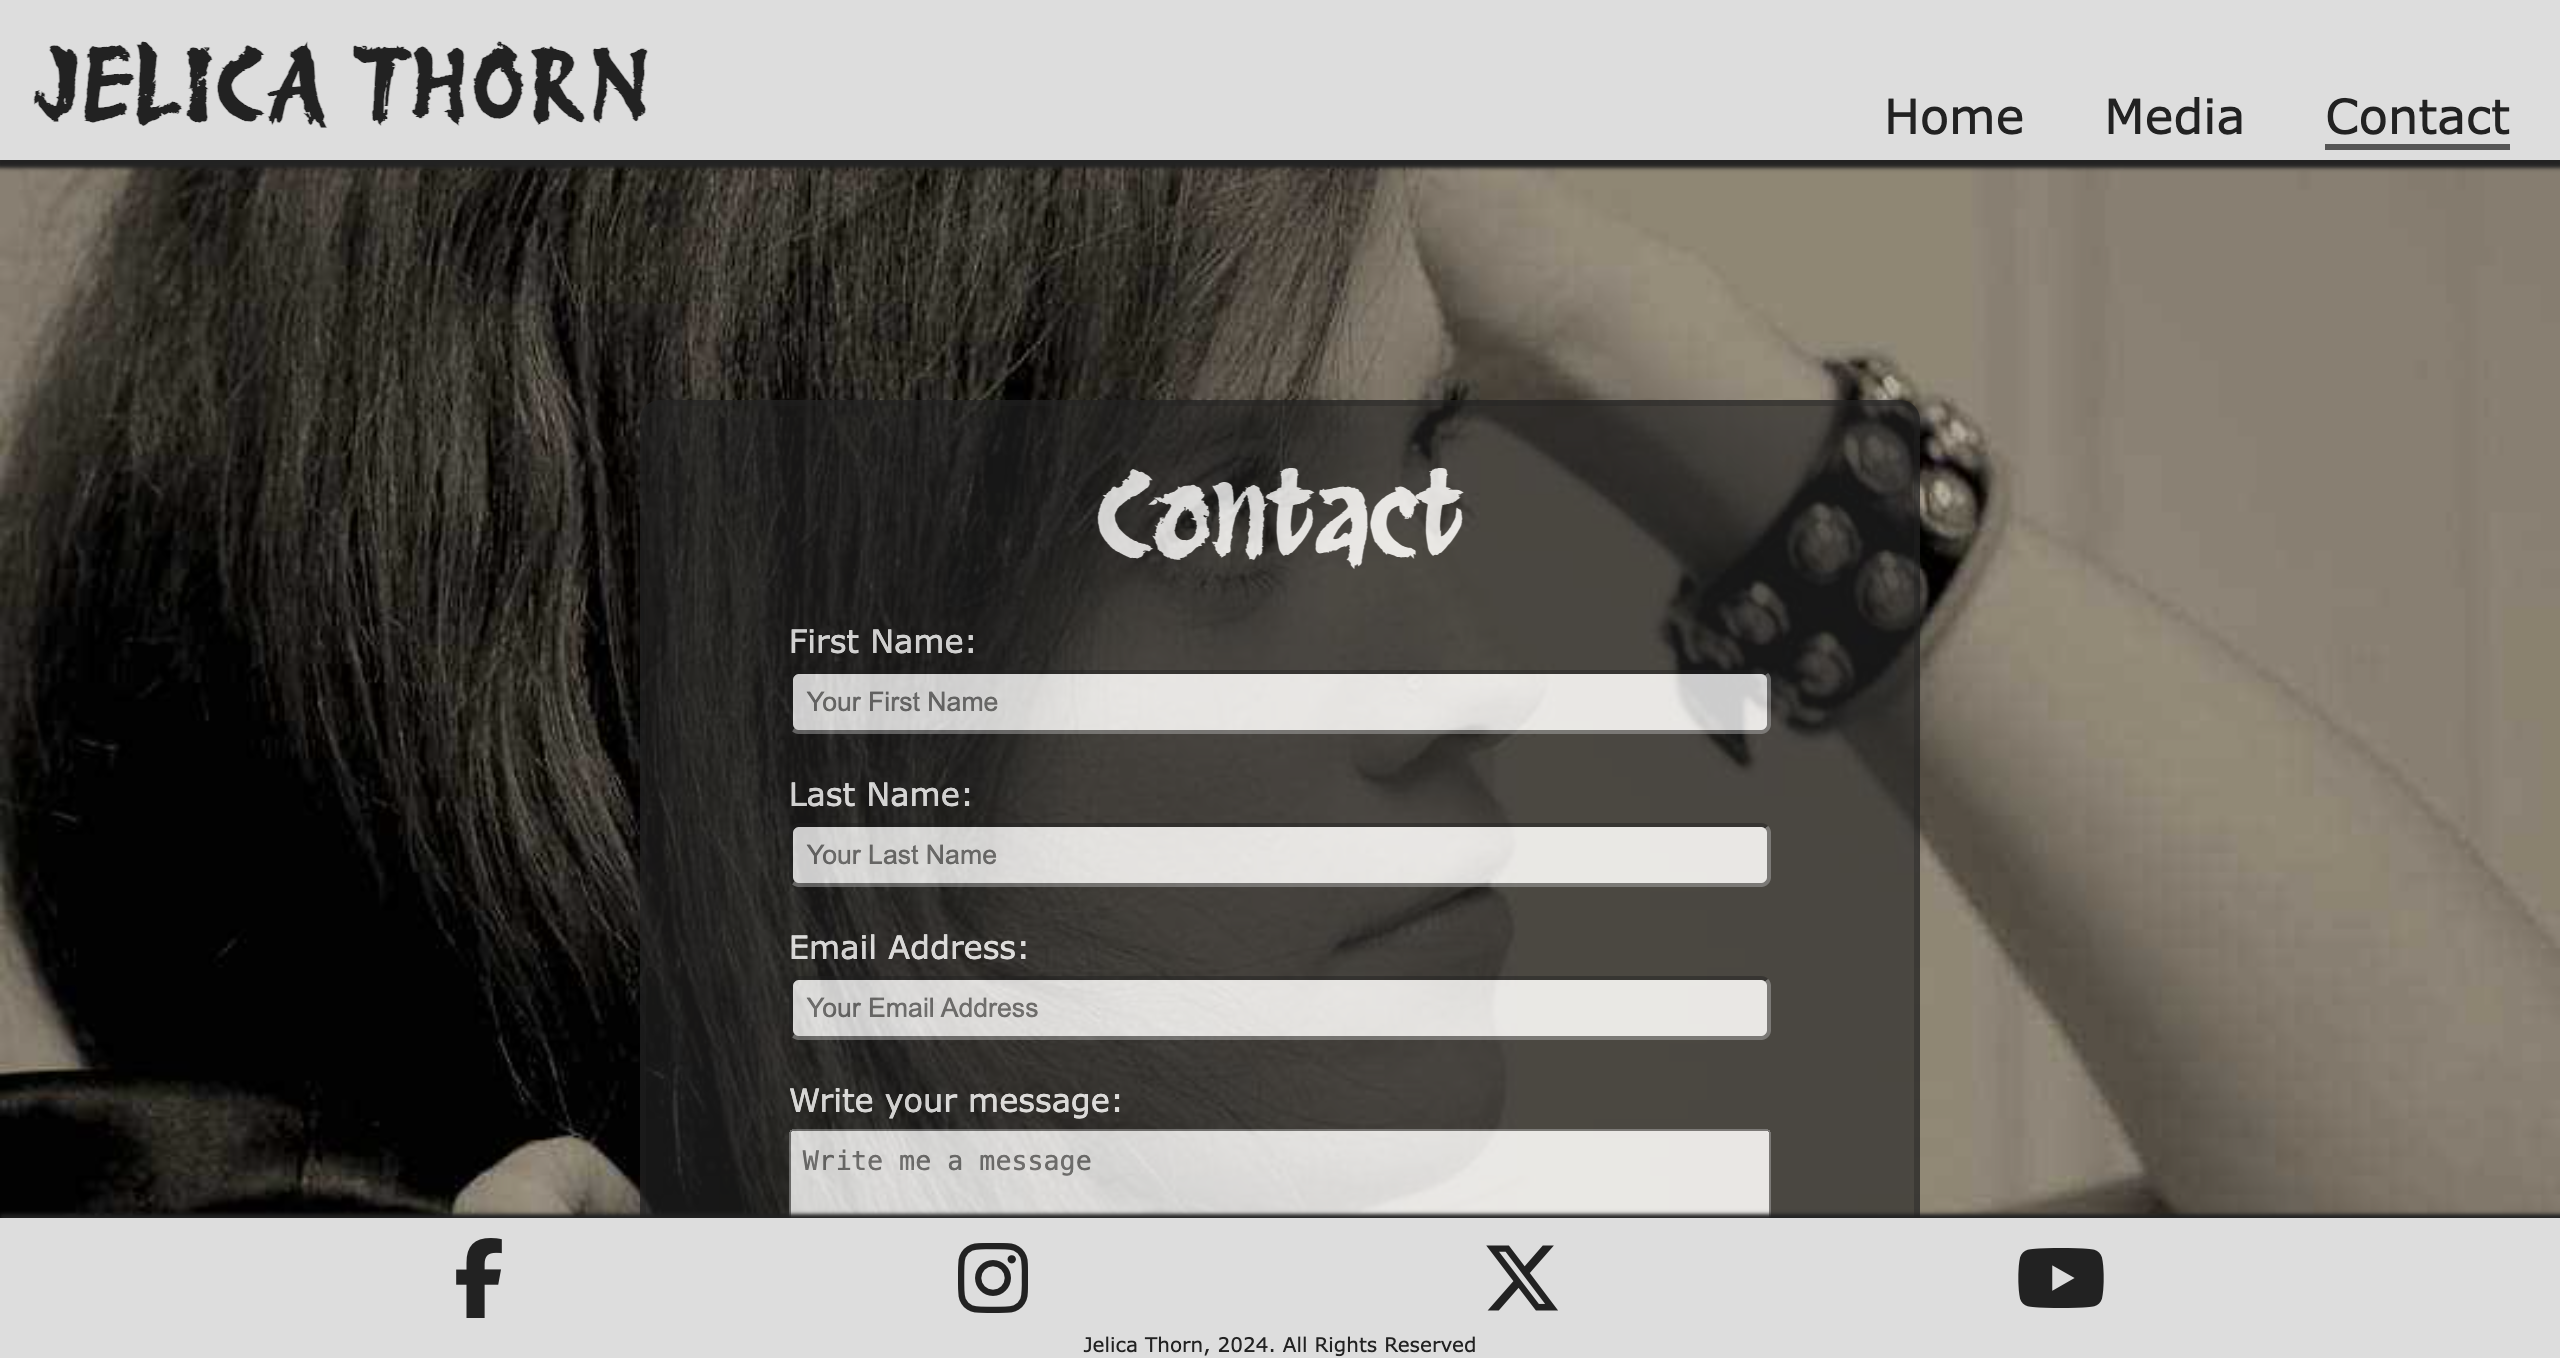 JELICA THORN
Home Media Contact
Contact
First Name:
Your First Name
Last Name:
Your Last Name
Email Address:
Your Email Address
Write your message:
Write me a message
Jelica Thorn, 2024. All Rights Reserved